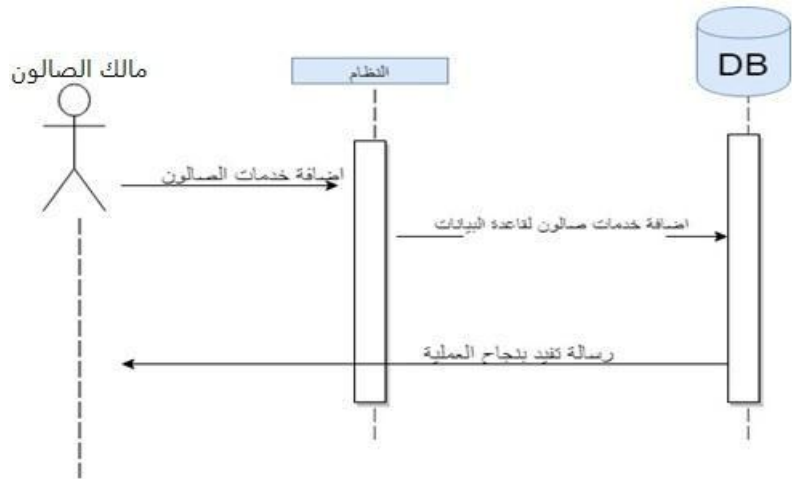 مالك الصالون
النظام
DB
اضافة خدمات الصالون
اضافة خدمات صالون لقاعدة البيانات
رسالة تفيد بنجاح العملية